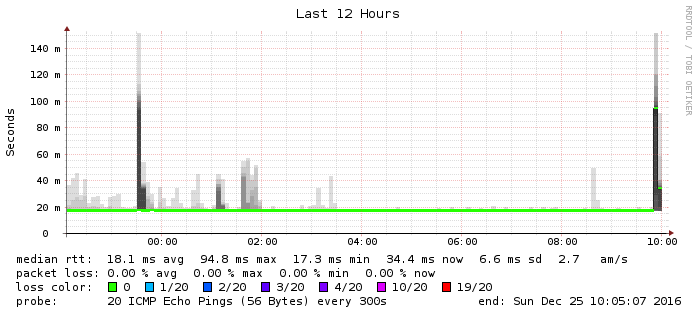 Last 12 Hours
RRDTOOL / TOBI OETIKER
Seconds
140 m
120 m
100 m
80 m
60 m
40 m
20 m
0
00:00 02:00 04:00 06:00 08:00 10:00
median rtt: 18.1 ms avg 94.8 ms max 17.3 ms min 34.4 ms now 6.6 ms sd 2.7 am/s
packet loss: 0.00 % avg 0.00 % max 0.00 % min 0.00 % now
loss color: 0 1/20 2/20 3/20 4/20 10/20 19/20
probe: 20 ICMP Echo Pings (56 Bytes) every 300s end: Sun Dec 25 10:05:07 2016